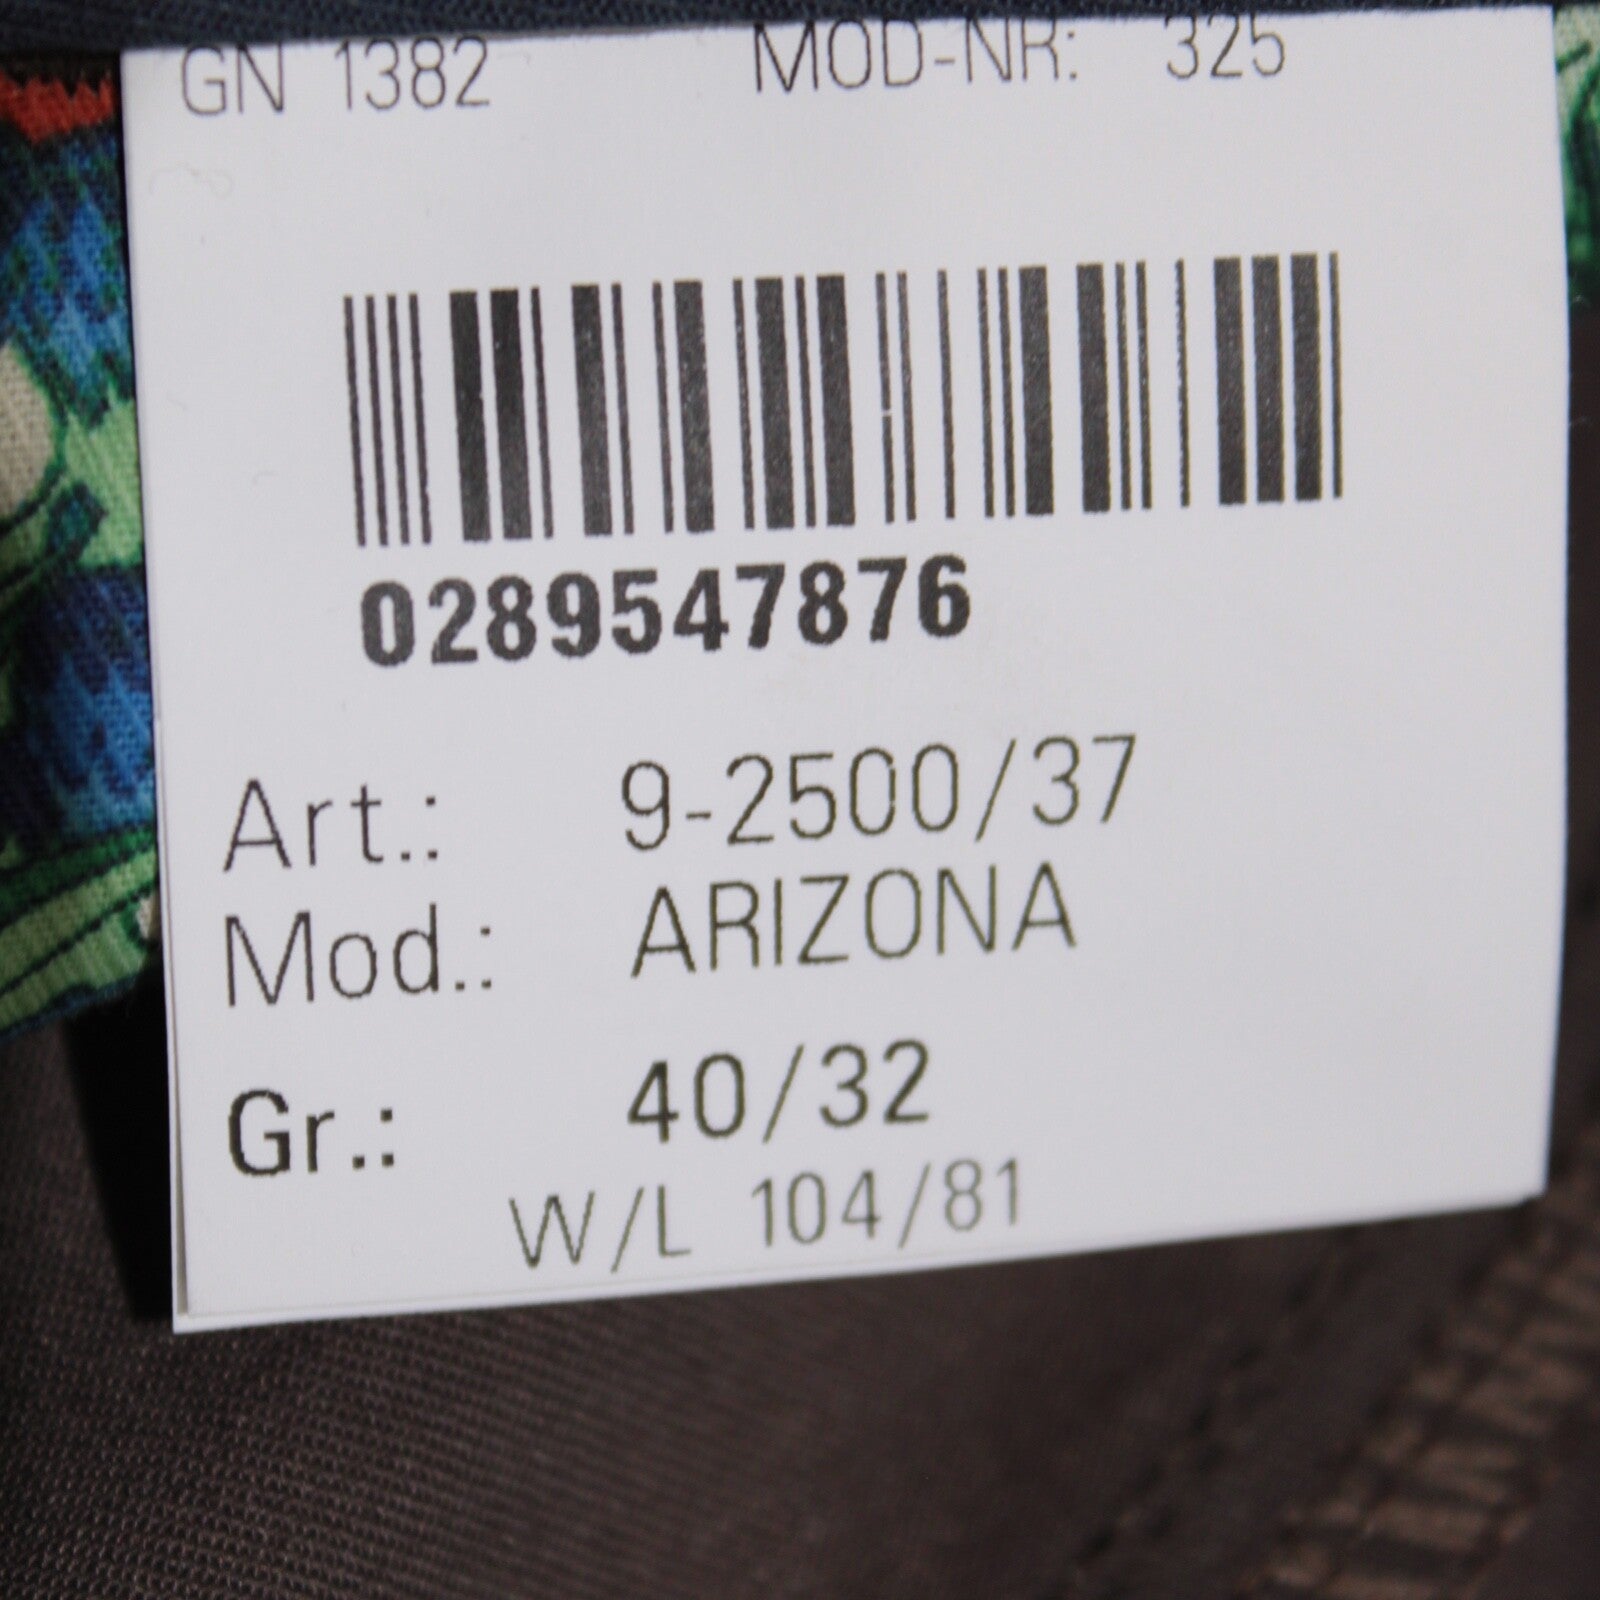 GN 1382 MOD-NR: 325
0289547876
Art.: 9-2500/37
Mod.: ARIZONA
Gr.: 40/32
W/L 104/81